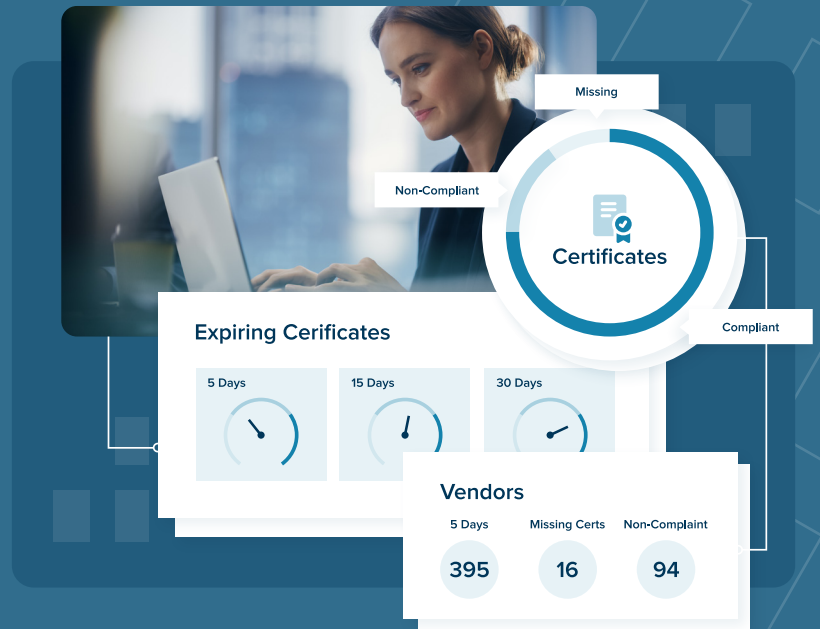 Missing
Non-Compliant
Certificates
Compliant
Expiring Cerificates
5 Days
15 Days
30 Days
Vendors
5 Days
Missing Certs
Non-Complaint
395
16
94